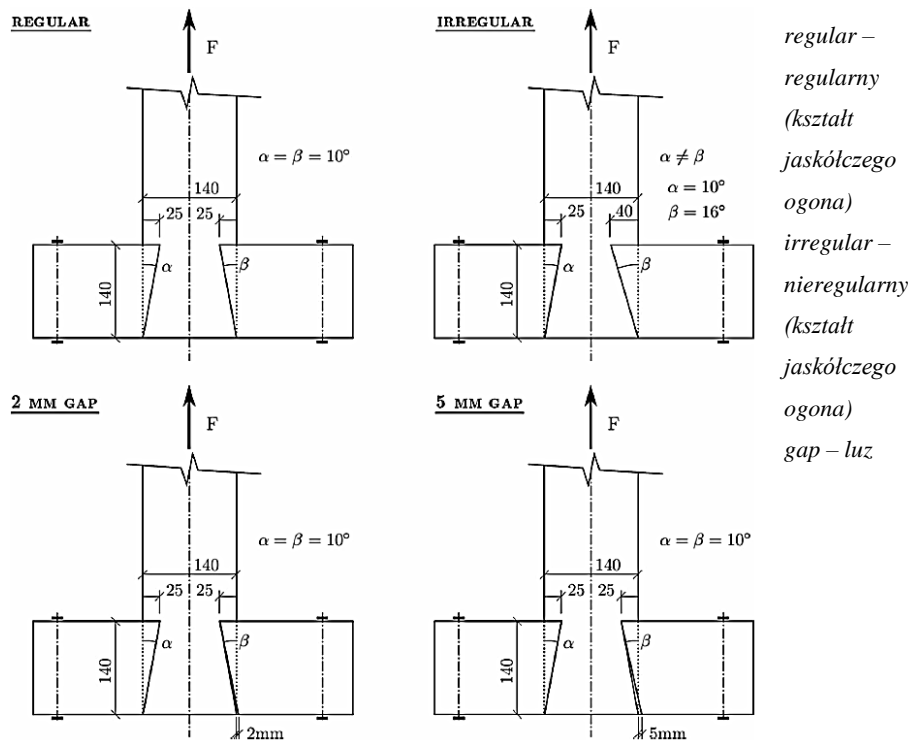 REGULAR
F
α = β = 10°
140
25 25
α β
140
IRREGULAR
F
α ≠ β
α = 10°
β = 16°
140
25 40
α β
140
regular –
regularny
(kształt
jaskółczego
ogona)
irregular –
nieregularny
(kształt
jaskółczego
ogona)
gap – luz
2 MM GAP
F
α = β = 10°
140
25 25
α β
140
2mm
5 MM GAP
F
α = β = 10°
140
25 25
α β
140
5mm